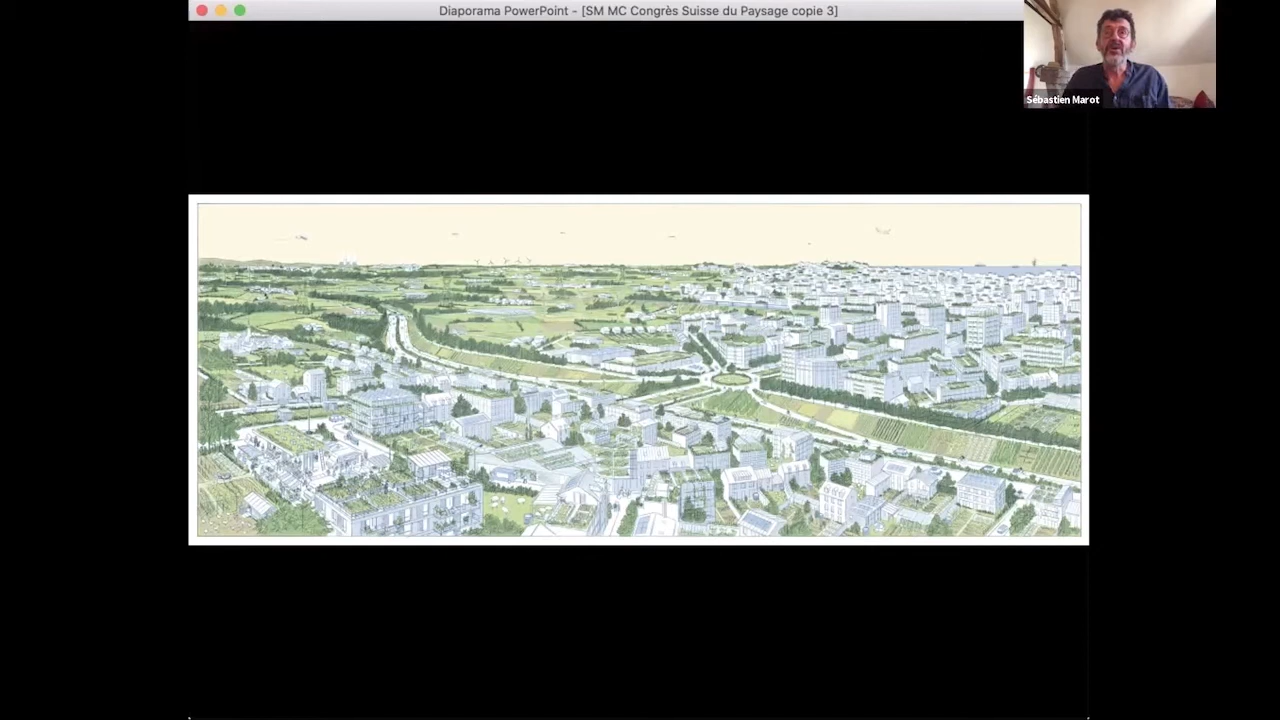 Diaporama PowerPoint - [SM MC Congrès Suisse du Paysage copie 3]
Sébastien Marot